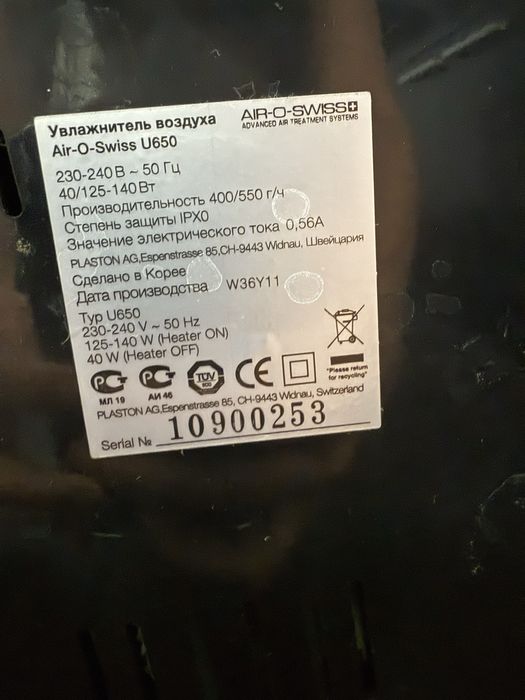 Увлажнитель воздуха
Air-O-Swiss U650
AIR-O-SWISS
ADVANCED AIR TREATMENT SYSTEMS
230-240 В ~ 50 Гц
40/125-140 Вт
Производительность 400/550 г/ч
Степень защиты IPX0
Значение электрического тока 0,56A
PLASTON AG,Espenstrasse 85,CH-9443 Widnau, Швейцария
Сделано в Корее
Дата производства W36Y11
Тур U650
230-240 V ~ 50 Hz
125-140 W (Heater ON)
40 W (Heater OFF)
МЛ 19
АИ 46
TÜV
CE
"Please return
for recycling"
PLASTON AG,Espenstrasse 85, CH-9443 Widnau, Switzerland
Serial № 10900253